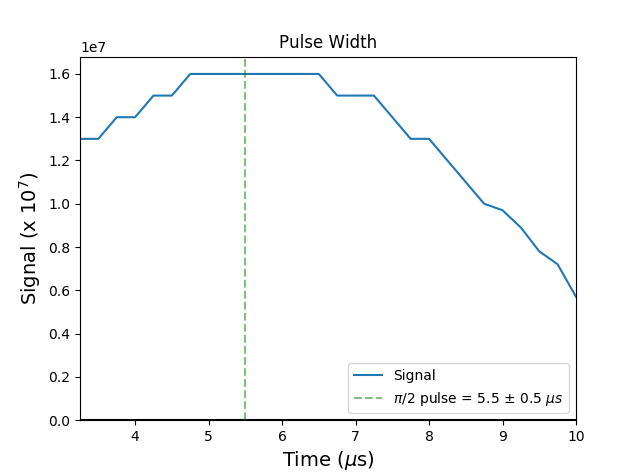 Pulse Width
1e7
1.6
1.4
1.2
1.0
0.8
0.6
0.4
0.2
0.0
Signal (x 10⁷)
4 5 6 7 8 9 10
Time (μs)
Signal
π/2 pulse = 5.5 ± 0.5 μs